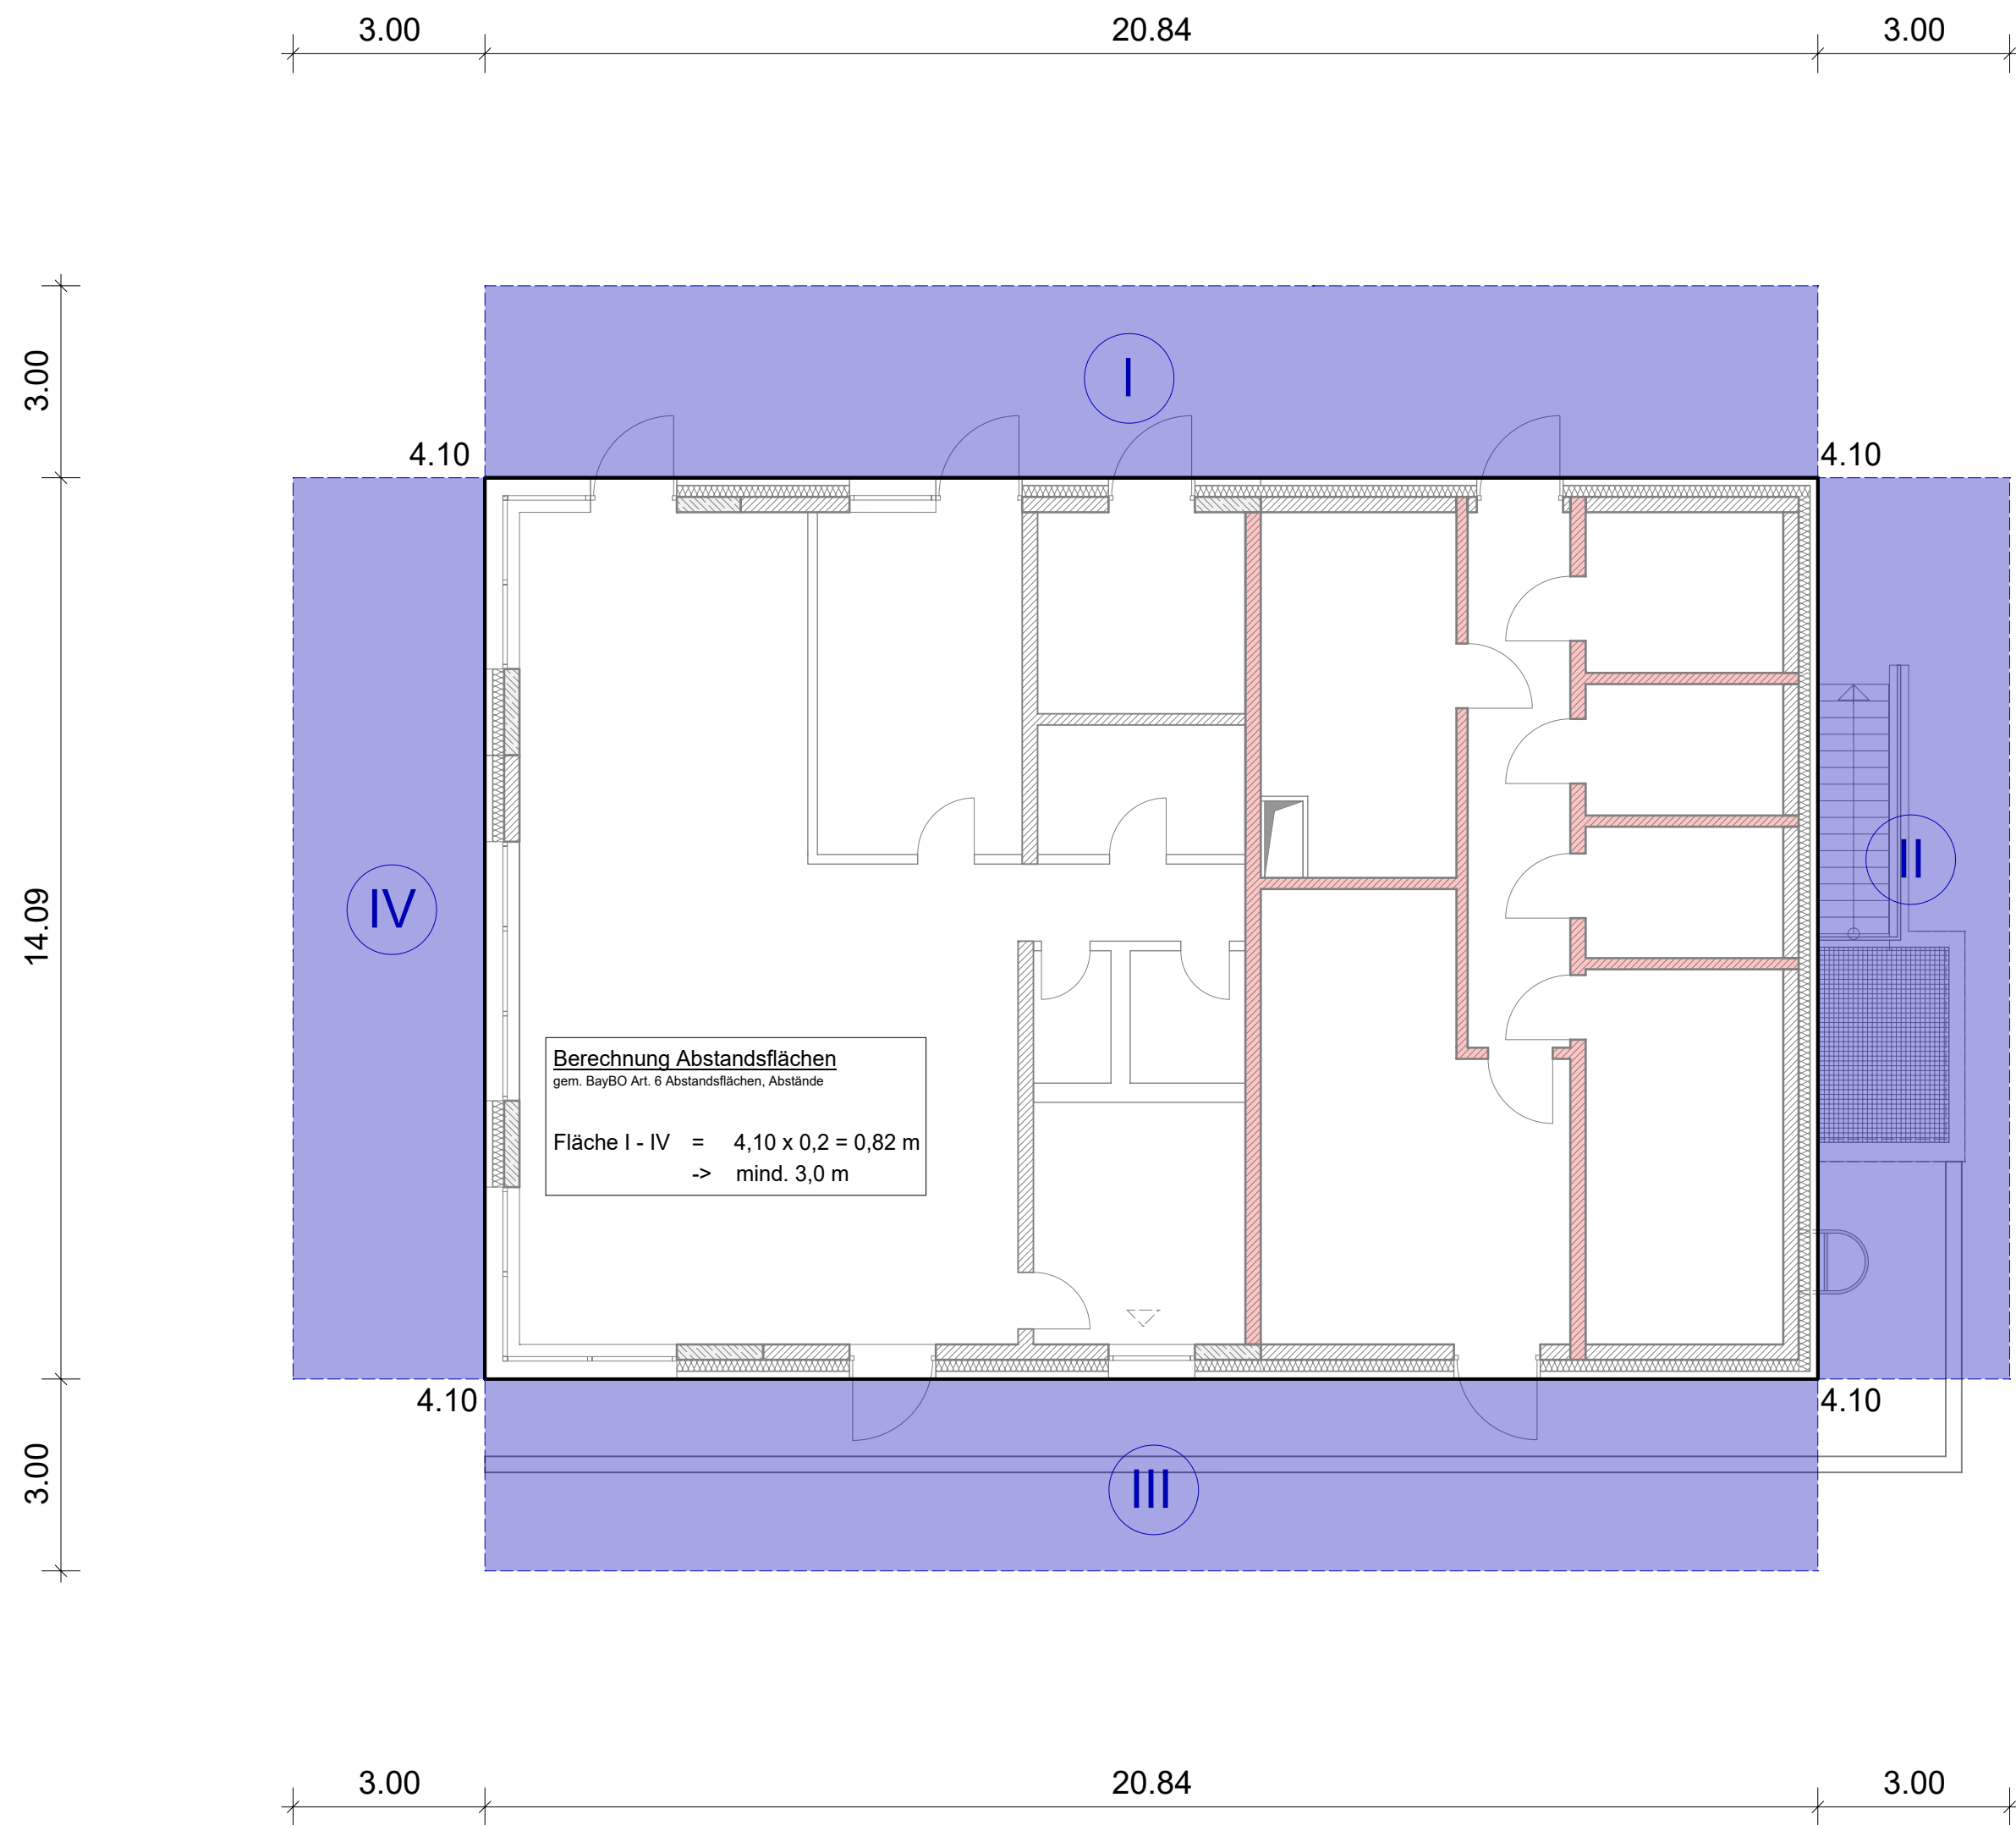 3.00 20.84 3.00
3.00
I
4.10 4.10
14.09
II
IV
Berechnung Abstandsflächen
gem. BayBO Art. 6 Abstandsflächen, Abstände
Fläche I - IV = 4,10 x 0,2 = 0,82 m
-> mind. 3,0 m
4.10 4.10
3.00
III
3.00 20.84 3.00